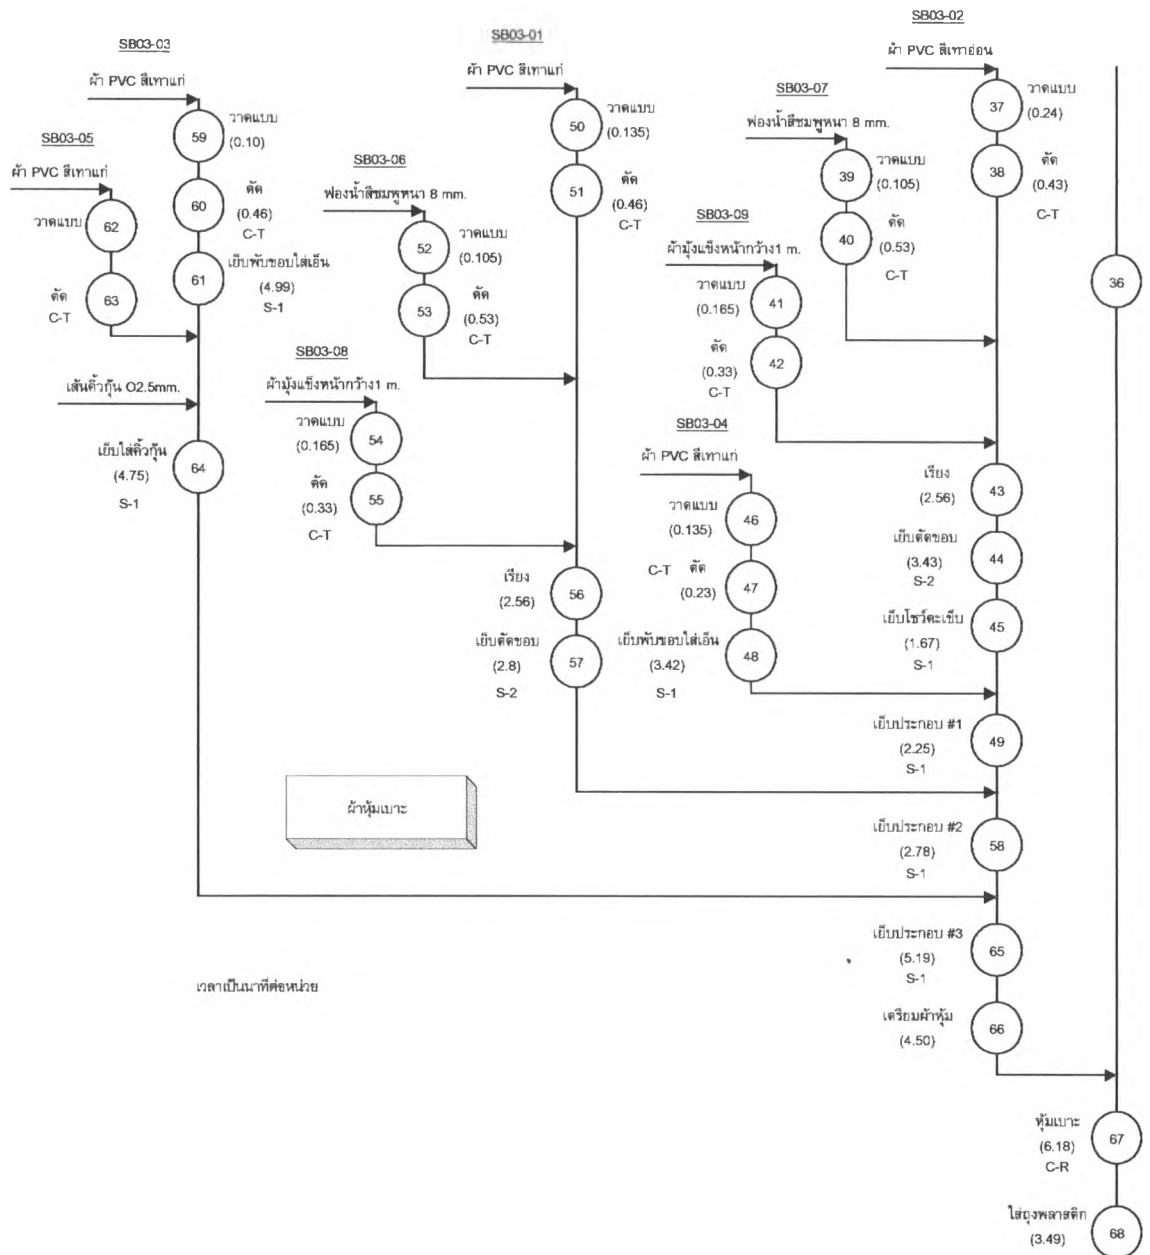 SB03-03
ผ้า PVC สีเทาแก่
59
วาดแบบ
(0.10)
60
ตัด
(0.46)
C-T
61
เย็บพับขอบใส่เอ็น
(4.99)
S-1
SB03-05
ผ้า PVC สีเทาแก่
วาดแบบ
62
ตัด
C-T
63
เส้นคิ้วกุ๊น O2.5mm.
เย็บใส่คิ้วกุ๊น
(4.75)
S-1
64
SB03-01
ผ้า PVC สีเทาแก่
50
วาดแบบ
(0.135)
51
ตัด
(0.46)
C-T
SB03-06
ฟองน้ำสีชมพูหนา 8 mm.
52
วาดแบบ
(0.105)
53
ตัด
(0.53)
C-T
SB03-08
ผ้ามุ้งแข็งหน้ากว้าง1 m.
วาดแบบ
(0.165)
54
ตัด
(0.33)
C-T
55
เรียง
(2.56)
56
เย็บตัดขอบ
(2.8)
S-2
57
SB03-02
ผ้า PVC สีเทาอ่อน
37
วาดแบบ
(0.24)
38
ตัด
(0.43)
C-T
SB03-07
ฟองน้ำสีชมพูหนา 8 mm.
39
วาดแบบ
(0.105)
40
ตัด
(0.53)
C-T
SB03-09
ผ้ามุ้งแข็งหน้ากว้าง1 m.
วาดแบบ
(0.165)
41
ตัด
(0.33)
C-T
42
SB03-04
ผ้า PVC สีเทาแก่
วาดแบบ
(0.135)
46
C-T ตัด
(0.23)
47
เย็บพับขอบใส่เอ็น
(3.42)
S-1
48
เรียง
(2.56)
43
เย็บตัดขอบ
(3.43)
S-2
44
เย็บโชว์ตะเข็บ
(1.67)
S-1
45
เย็บประกอบ #1
(2.25)
S-1
49
เย็บประกอบ #2
(2.78)
S-1
58
เย็บประกอบ #3
(5.19)
S-1
65
เตรียมผ้าหุ้ม
(4.50)
66
36
หุ้มเบาะ
(6.18)
C-R
67
ใส่ถุงพลาสติก
(3.49)
68
ผ้าหุ้มเบาะ
เวลาเป็นนาทีต่อหน่วย